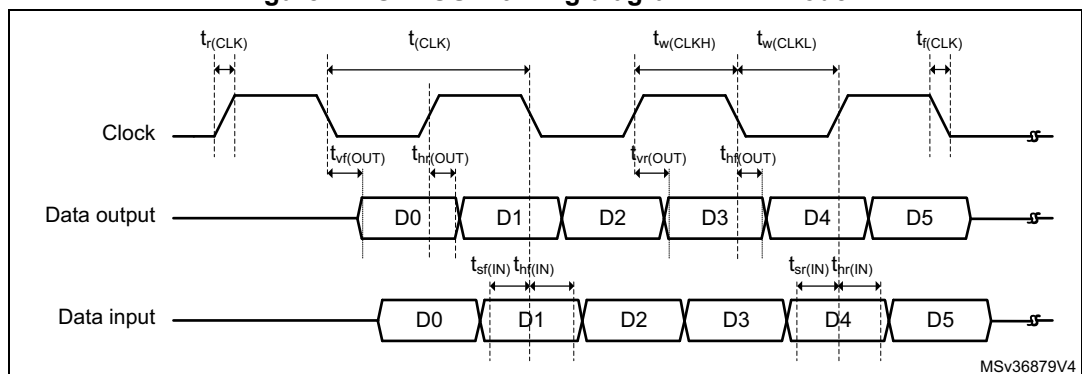 tr(CLK) t(CLK) tw(CLKH) tw(CLKL) tf(CLK)
Clock
tvf(OUT) thr(OUT) tvr(OUT) thf(OUT)
Data output D0 D1 D2 D3 D4 D5
tsf(IN) thf(IN) tsr(IN) thr(IN)
Data input D0 D1 D2 D3 D4 D5
MSv36879V4